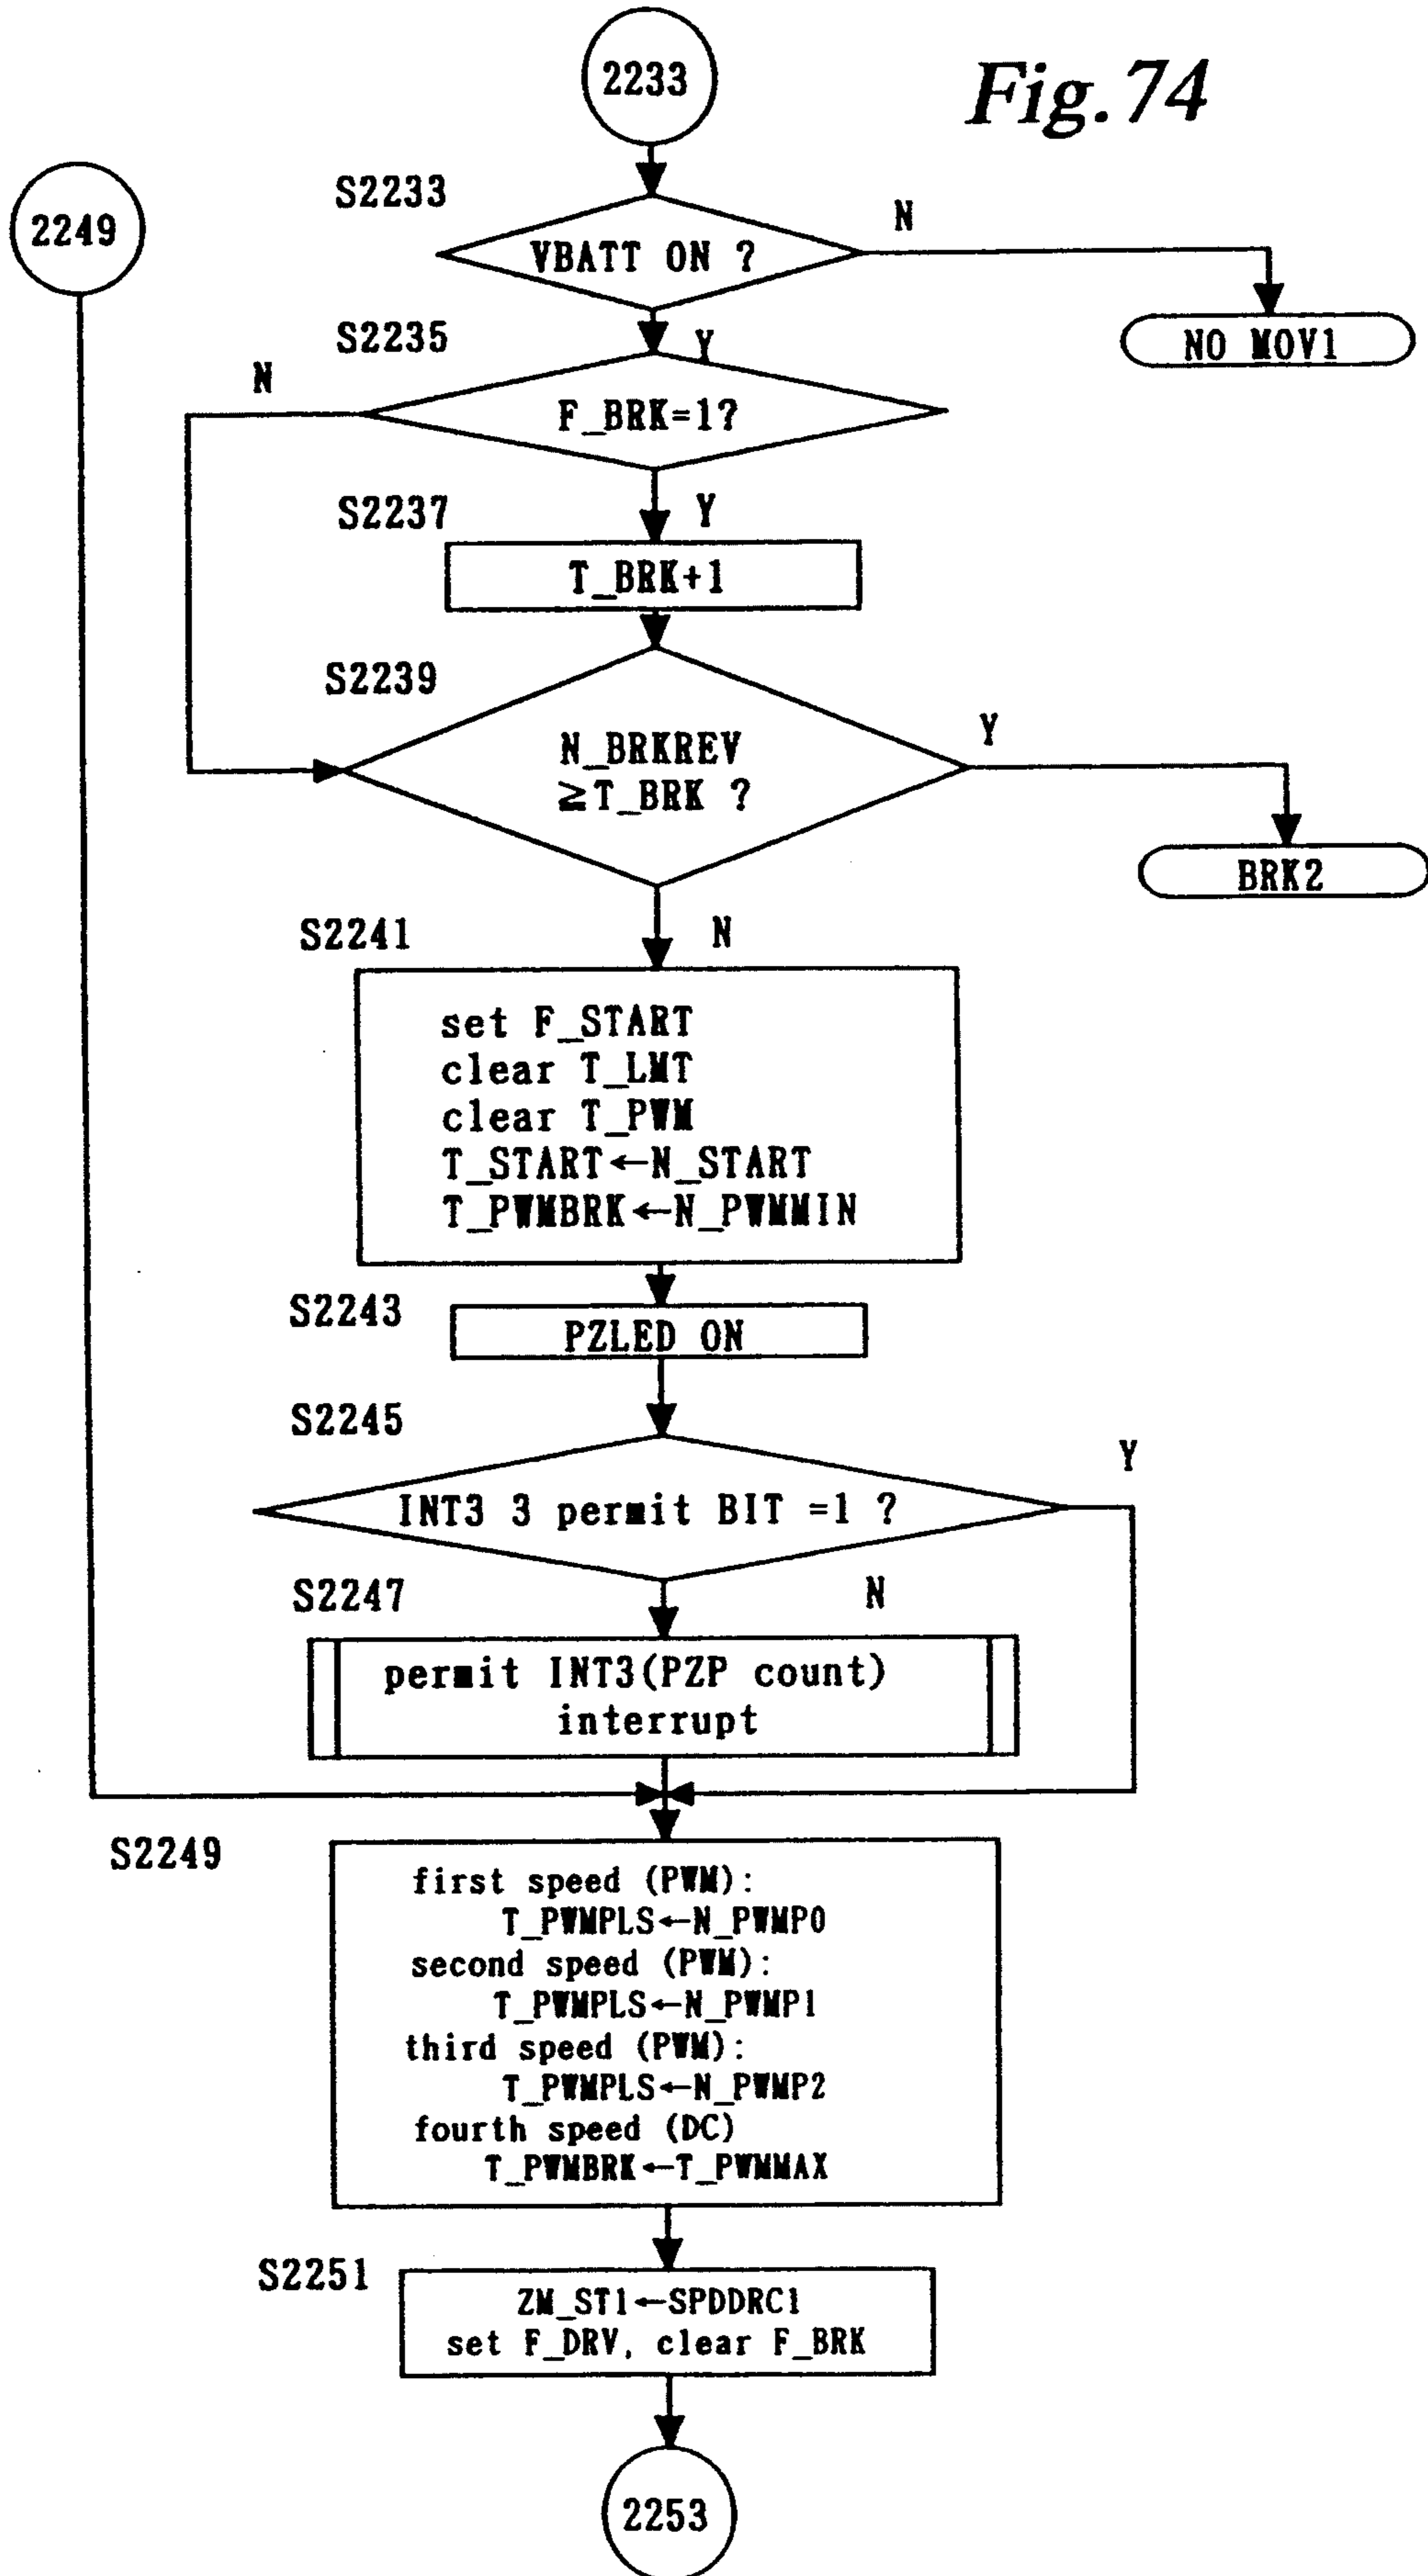 Fig.74
2233
2249
S2233
VBATT ON ?
N
NO MOV1
Y
S2235
N
F_BRK=1?
Y
S2237
T_BRK+1
S2239
N_BRKREV
≧T_BRK ?
Y
BRK2
N
S2241
set F_START
clear T_LMT
clear T_PWM
T_START←N_START
T_PWMBRK←N_PWMMIN
S2243
PZLED ON
S2245
INT3 3 permit BIT =1 ?
Y
N
S2247
permit INT3(PZP count)
interrupt
S2249
first speed (PWM):
T_PWMPLS←N_PWMP0
second speed (PWM):
T_PWMPLS←N_PWMP1
third speed (PWM):
T_PWMPLS←N_PWMP2
fourth speed (DC)
T_PWMBRK←T_PWMMAX
S2251
ZM_ST1←SPDDRC1
set F_DRV, clear F_BRK
2253